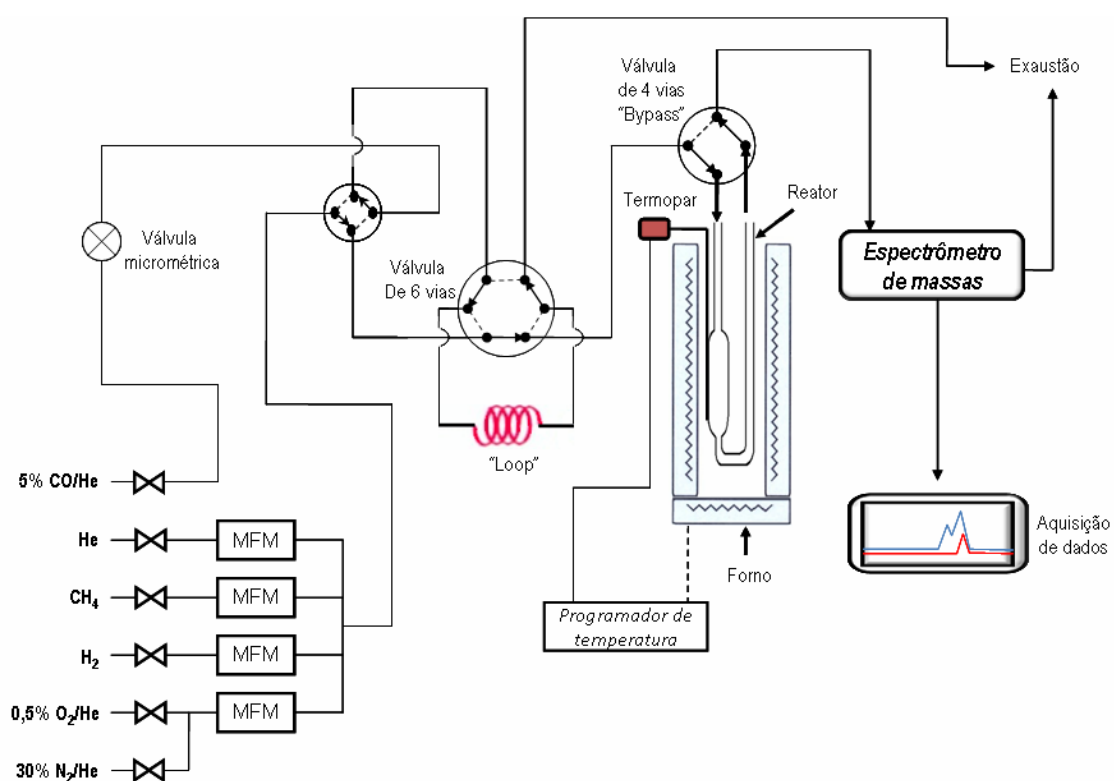 Válvula
de 4 vias
"Bypass"
Exaustão
Termopar
Reator
Válvula
micrométrica
Válvula
De 6 vias
Espectrômetro
de massas
"Loop"
5% CO/He
He
MFM
CH4
MFM
H2
MFM
0,5% O2/He
MFM
30% N2/He
Forno
Programador de
temperatura
Aquisição
de dados